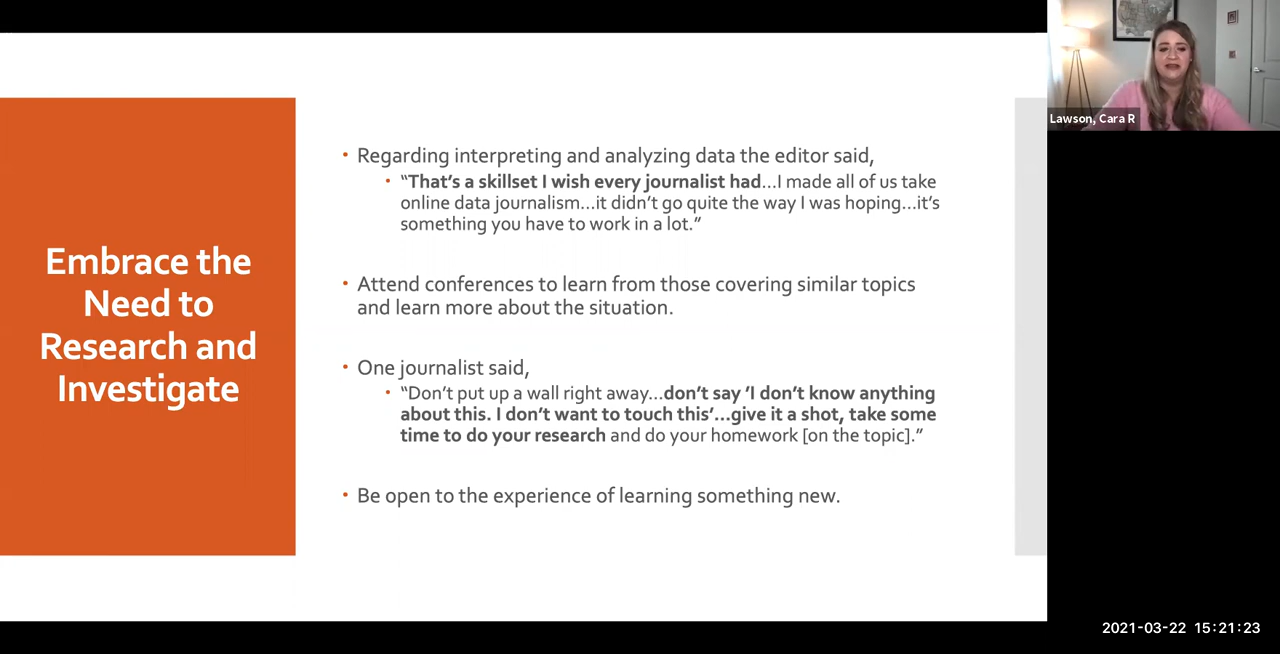 Embrace the
Need to
Research and
Investigate
• Regarding interpreting and analyzing data the editor said,
• “That’s a skillset I wish every journalist had…I made all of us take
online data journalism…it didn’t go quite the way I was hoping…it’s
something you have to work in a lot.”
• Attend conferences to learn from those covering similar topics
and learn more about the situation.
• One journalist said,
• “Don’t put up a wall right away…don’t say ‘I don’t know anything
about this. I don’t want to touch this’…give it a shot, take some
time to do your research and do your homework [on the topic].”
• Be open to the experience of learning something new.
Lawson, Cara R
2021-03-22 15:21:23